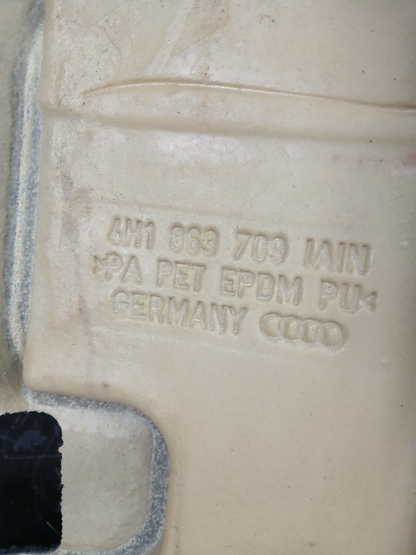 4H1 863 709 IAIN
>PA PET EPDM PU<
GERMANY